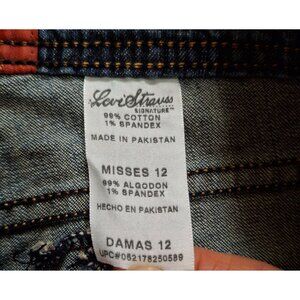 Levi Strauss
SIGNATURE™
99% COTTON
1% SPANDEX
MADE IN PAKISTAN
MISSES 12
99% ALGODON
1% SPANDEX
HECHO EN PAKISTAN
DAMAS 12
UPC#052178250589